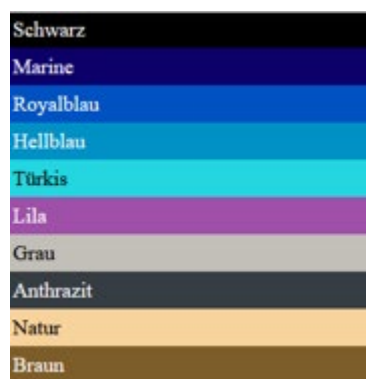 Schwarz
Marine
Royalblau
Hellblau
Türkis
Lila
Grau
Anthrazit
Natur
Braun